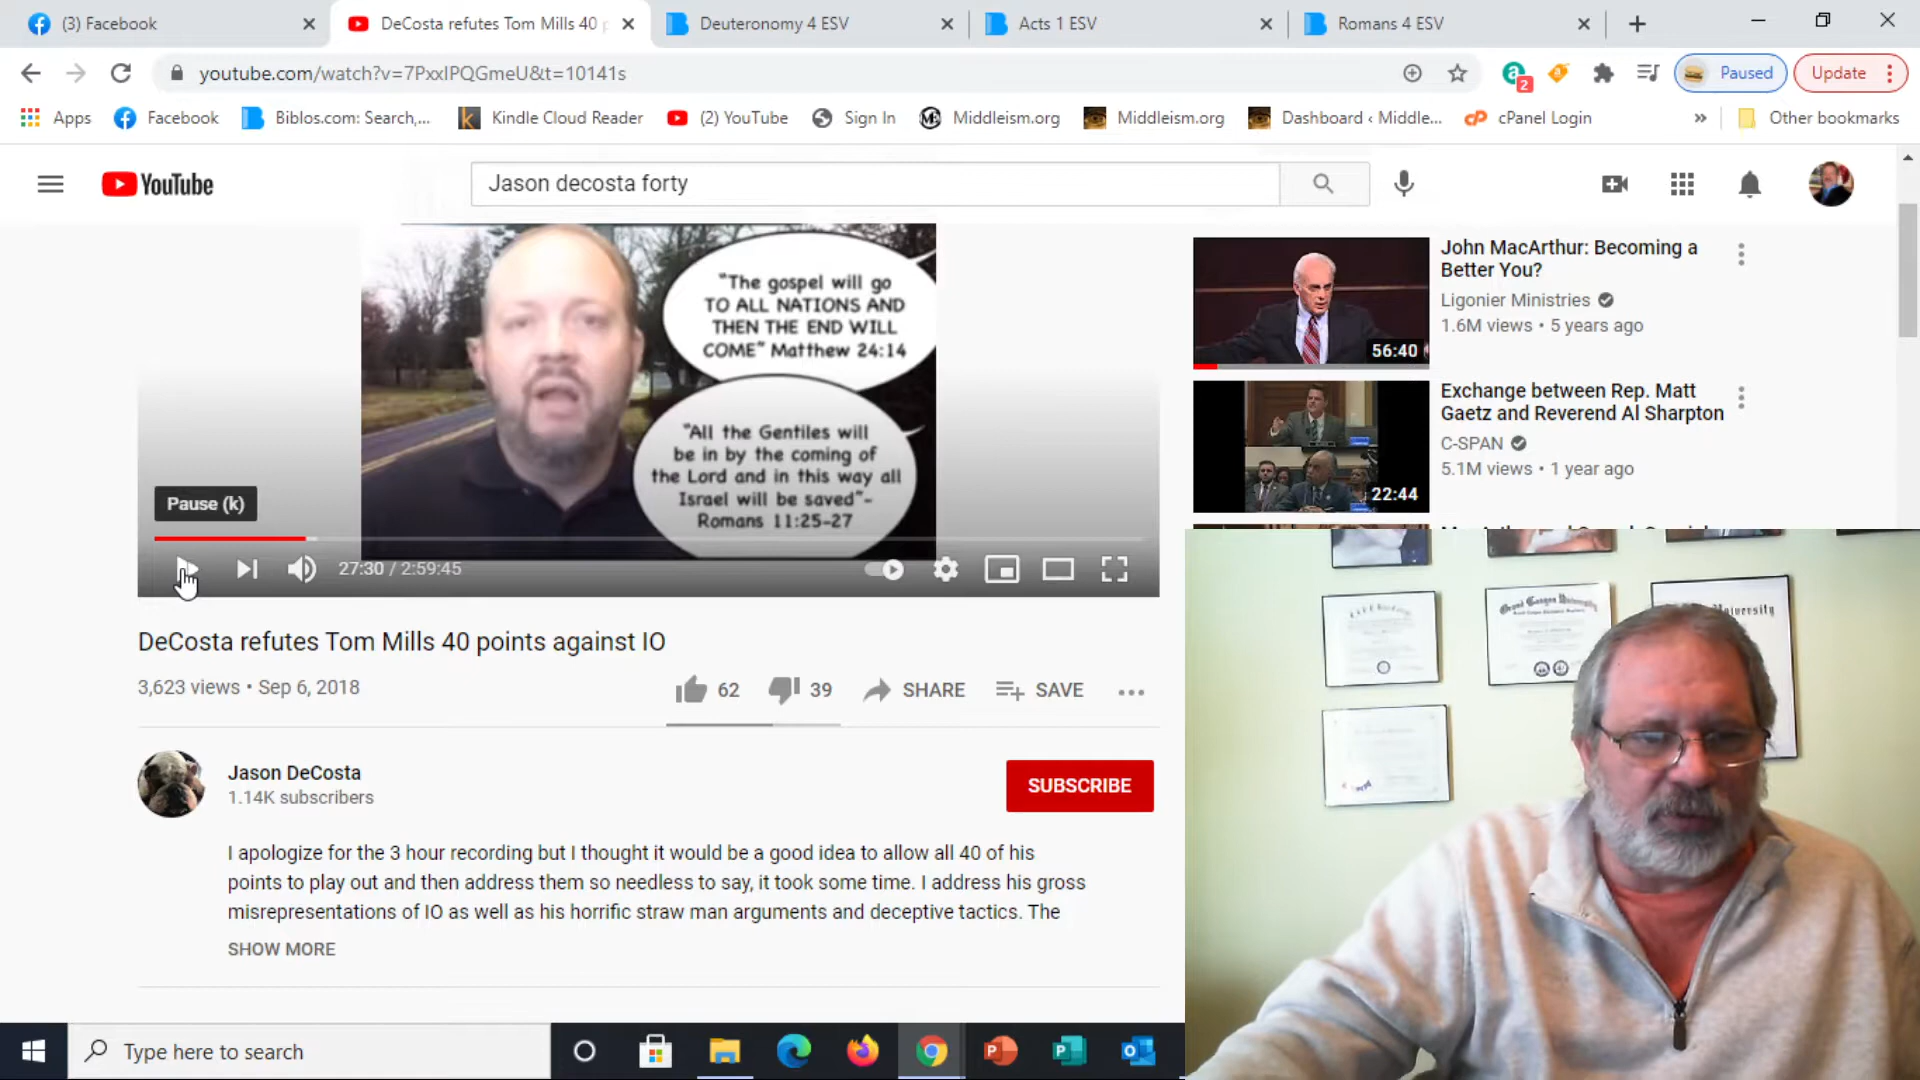 (3) Facebook
DeCosta refutes Tom Mills 40 p
Deuteronomy 4 ESV
Acts 1 ESV
Romans 4 ESV
youtube.com/watch?v=7PxxIPQGmeU&t=10141s
2
Paused
Update
Apps
Facebook
Biblos.com: Search,...
Kindle Cloud Reader
(2) YouTube
Sign In
Middleism.org
Middleism.org
Dashboard ‹ Middle...
cPanel Login
»
Other bookmarks
YouTube
Jason decosta forty
"The gospel will go
TO ALL NATIONS AND
THEN THE END WILL
COME" Matthew 24:14
"All the Gentiles will
be in by the coming of
the Lord and in this way all
Israel will be saved"-
Romans 11:25-27
Pause (k)
27:30 / 2:59:45
John MacArthur: Becoming a
Better You?
Ligonier Ministries
1.6M views • 5 years ago
56:40
Exchange between Rep. Matt
Gaetz and Reverend Al Sharpton
C-SPAN
5.1M views • 1 year ago
22:44
DeCosta refutes Tom Mills 40 points against IO
3,623 views • Sep 6, 2018
62
39
SHARE
SAVE
Jason DeCosta
1.14K subscribers
SUBSCRIBE
I apologize for the 3 hour recording but I thought it would be a good idea to allow all 40 of his
points to play out and then address them so needless to say, it took some time. I address his gross
misrepresentations of IO as well as his horrific straw man arguments and deceptive tactics. The
SHOW MORE
Grand Canyon University
Type here to search